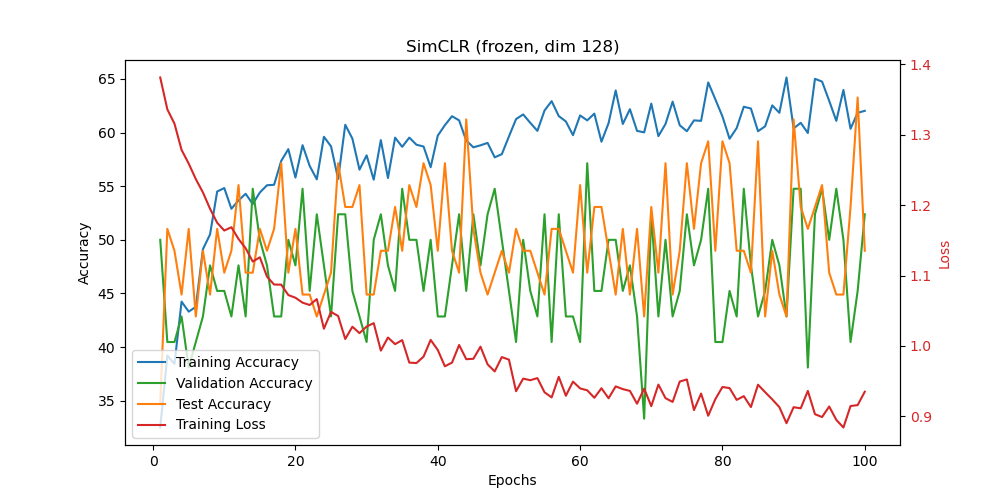 SimCLR (frozen, dim 128)
65
60
55
50
45
40
35
Accuracy
1.4
1.3
1.2
1.1
1.0
0.9
Loss
Training Accuracy
Validation Accuracy
Test Accuracy
Training Loss
0 20 40 60 80 100
Epochs